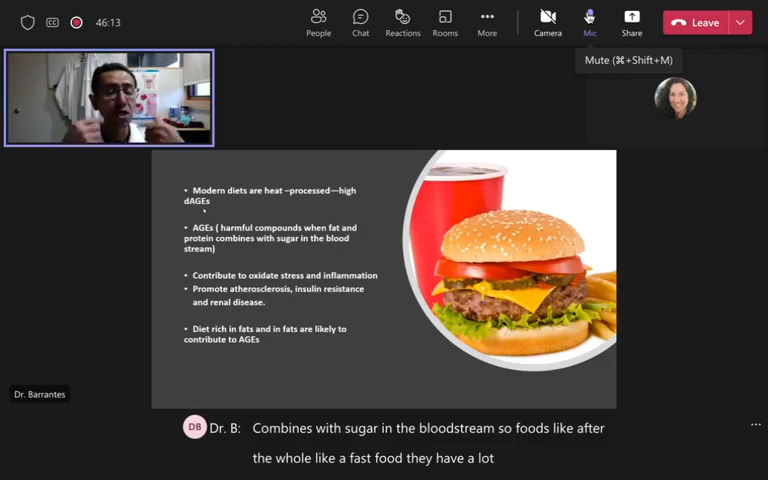 46:13
CC
People
Chat
Reactions
Rooms
More
Camera
Mic
Share
Leave
Mute (⌘+Shift+M)
• Modern diets are heat –processed—high
dAGEs
• AGEs ( harmful compounds when fat and
protein combines with sugar in the blood
stream)
• Contribute to oxidate stress and inflammation
• Promote atherosclerosis, insulin resistance
and renal disease.
• Diet rich in fats and in fats are likely to
contribute to AGEs
Dr. Barrantes
DB Dr. B: Combines with sugar in the bloodstream so foods like after
the whole like a fast food they have a lot